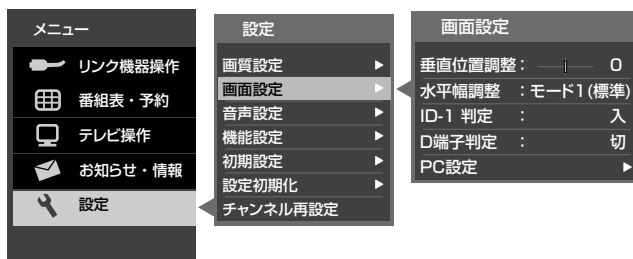 メニュー
リンク機器操作
番組表・予約
テレビ操作
お知らせ・情報
設定
設定
画質設定
画面設定
音声設定
機能設定
初期設定
設定初期化
チャンネル再設定
画面設定
垂直位置調整： 0
水平幅調整 ：モード1(標準)
ID-1 判定 ： 入
D端子判定 ： 切
PC設定